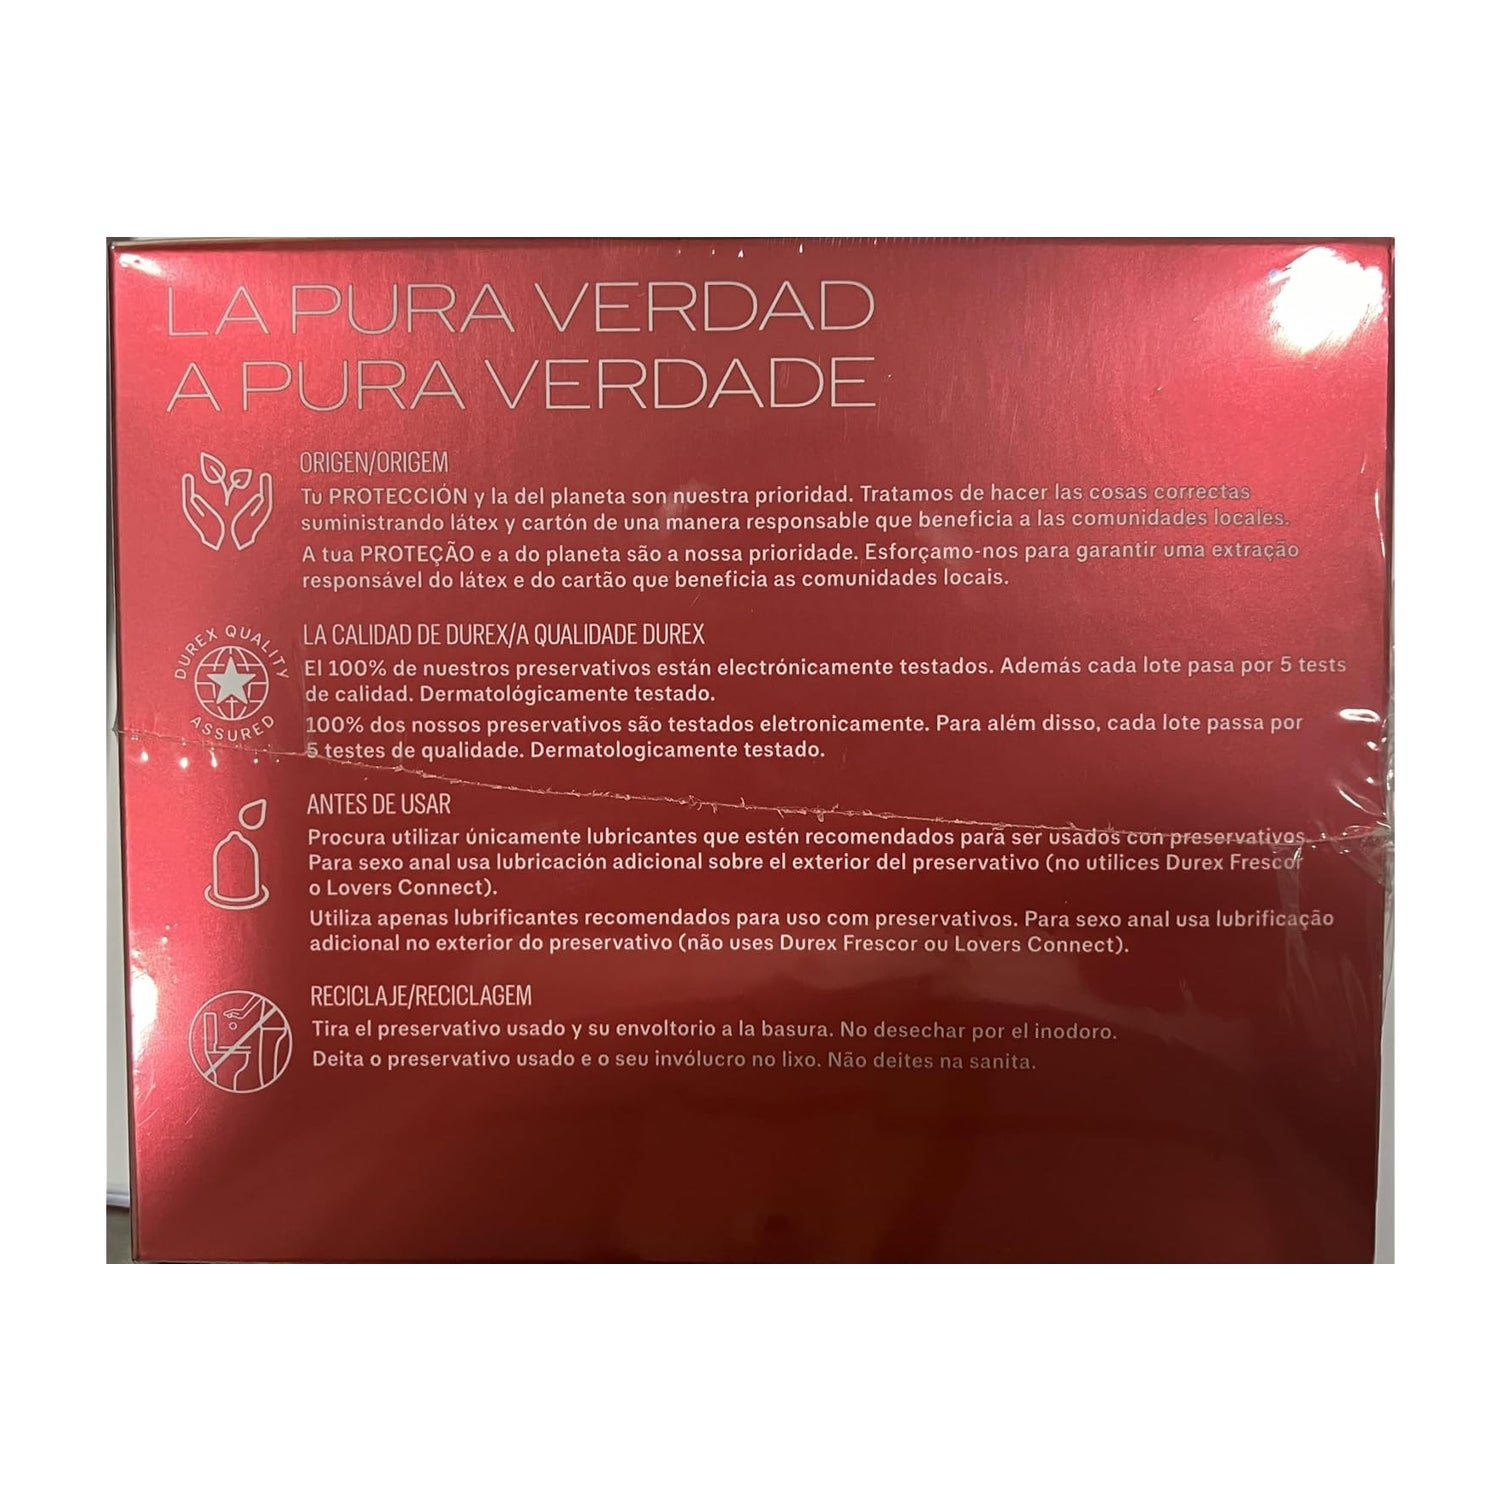 LA PURA VERDAD
A PURA VERDADE
ORIGEN/ORIGEM
Tu PROTECCIÓN y la del planeta son nuestra prioridad. Tratamos de hacer las cosas correctas
suministrando látex y cartón de una manera responsable que beneficia a las comunidades locales.
A tua PROTEÇÃO e a do planeta são a nossa prioridade. Esforçamo-nos para garantir uma extração
responsável do látex e do cartão que beneficia as comunidades locais.
DUREX QUALITY
ASSURED
LA CALIDAD DE DUREX/A QUALIDADE DUREX
El 100% de nuestros preservativos están electrónicamente testados. Además cada lote pasa por 5 tests
de calidad. Dermatológicamente testado.
100% dos nossos preservativos são testados eletronicamente. Para além disso, cada lote passa por
5 testes de qualidade. Dermatologicamente testado.
ANTES DE USAR
Procura utilizar únicamente lubricantes que estén recomendados para ser usados con preservativos.
Para sexo anal usa lubricación adicional sobre el exterior del preservativo (no utilices Durex Frescor
o Lovers Connect).
Utiliza apenas lubrificantes recomendados para uso com preservativos. Para sexo anal usa lubrificação
adicional no exterior do preservativo (não uses Durex Frescor ou Lovers Connect).
RECICLAJE/RECICLAGEM
Tira el preservativo usado y su envoltorio a la basura. No desechar por el inodoro.
Deita o preservativo usado e o seu invólucro no lixo. Não deites na sanita.